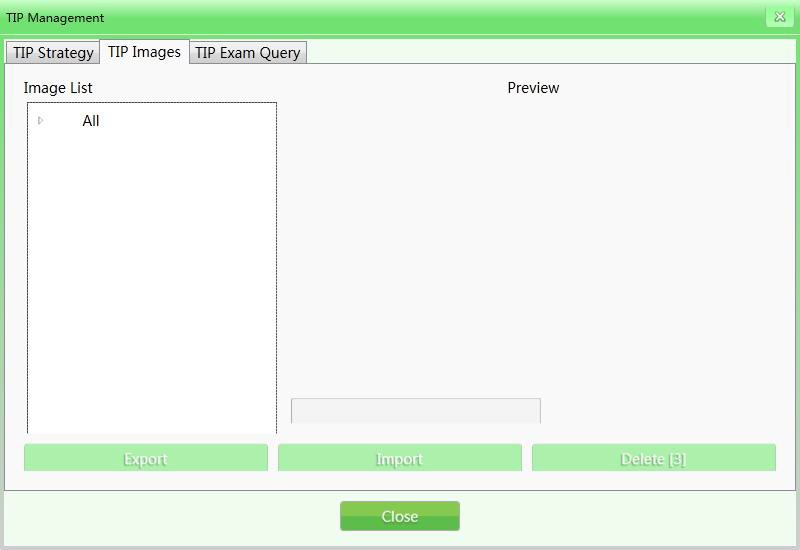 TIP Management
TIP Strategy TIP Images TIP Exam Query
Image List Preview
All
Export Import Delete [3]
Close